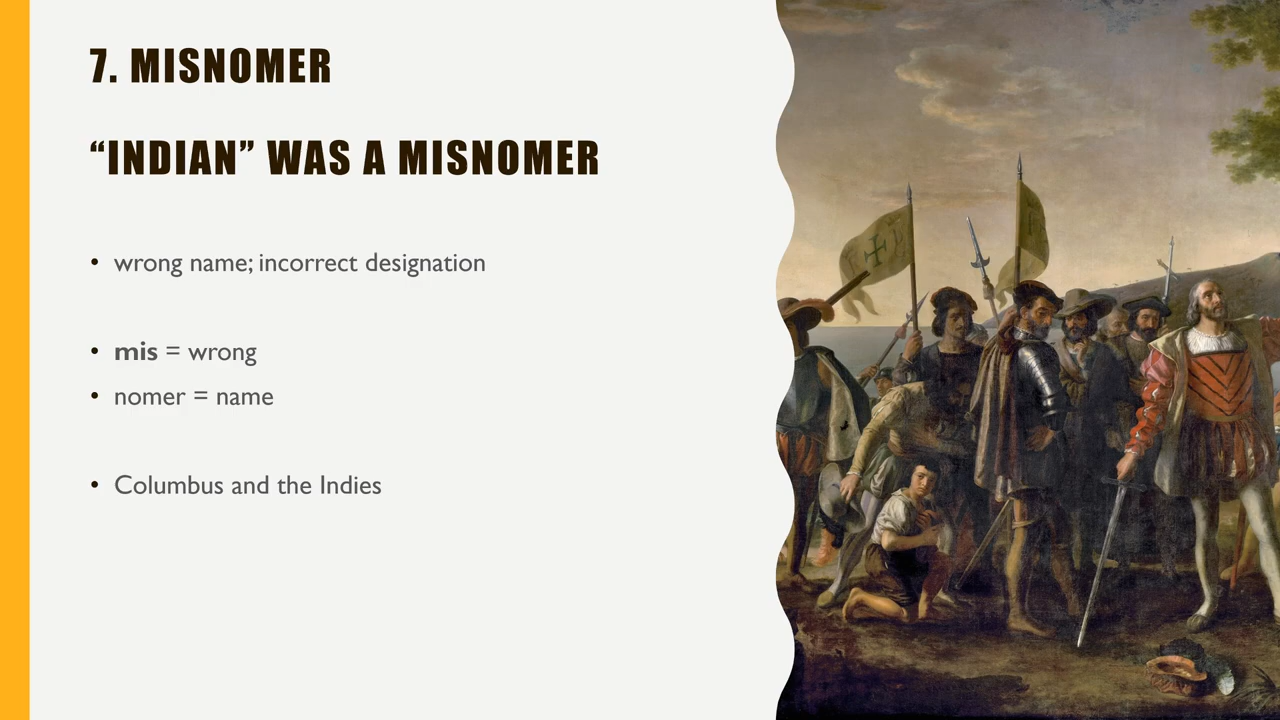 7. MISNOMER
“INDIAN” WAS A MISNOMER
• wrong name; incorrect designation
• mis = wrong
• nomer = name
• Columbus and the Indies